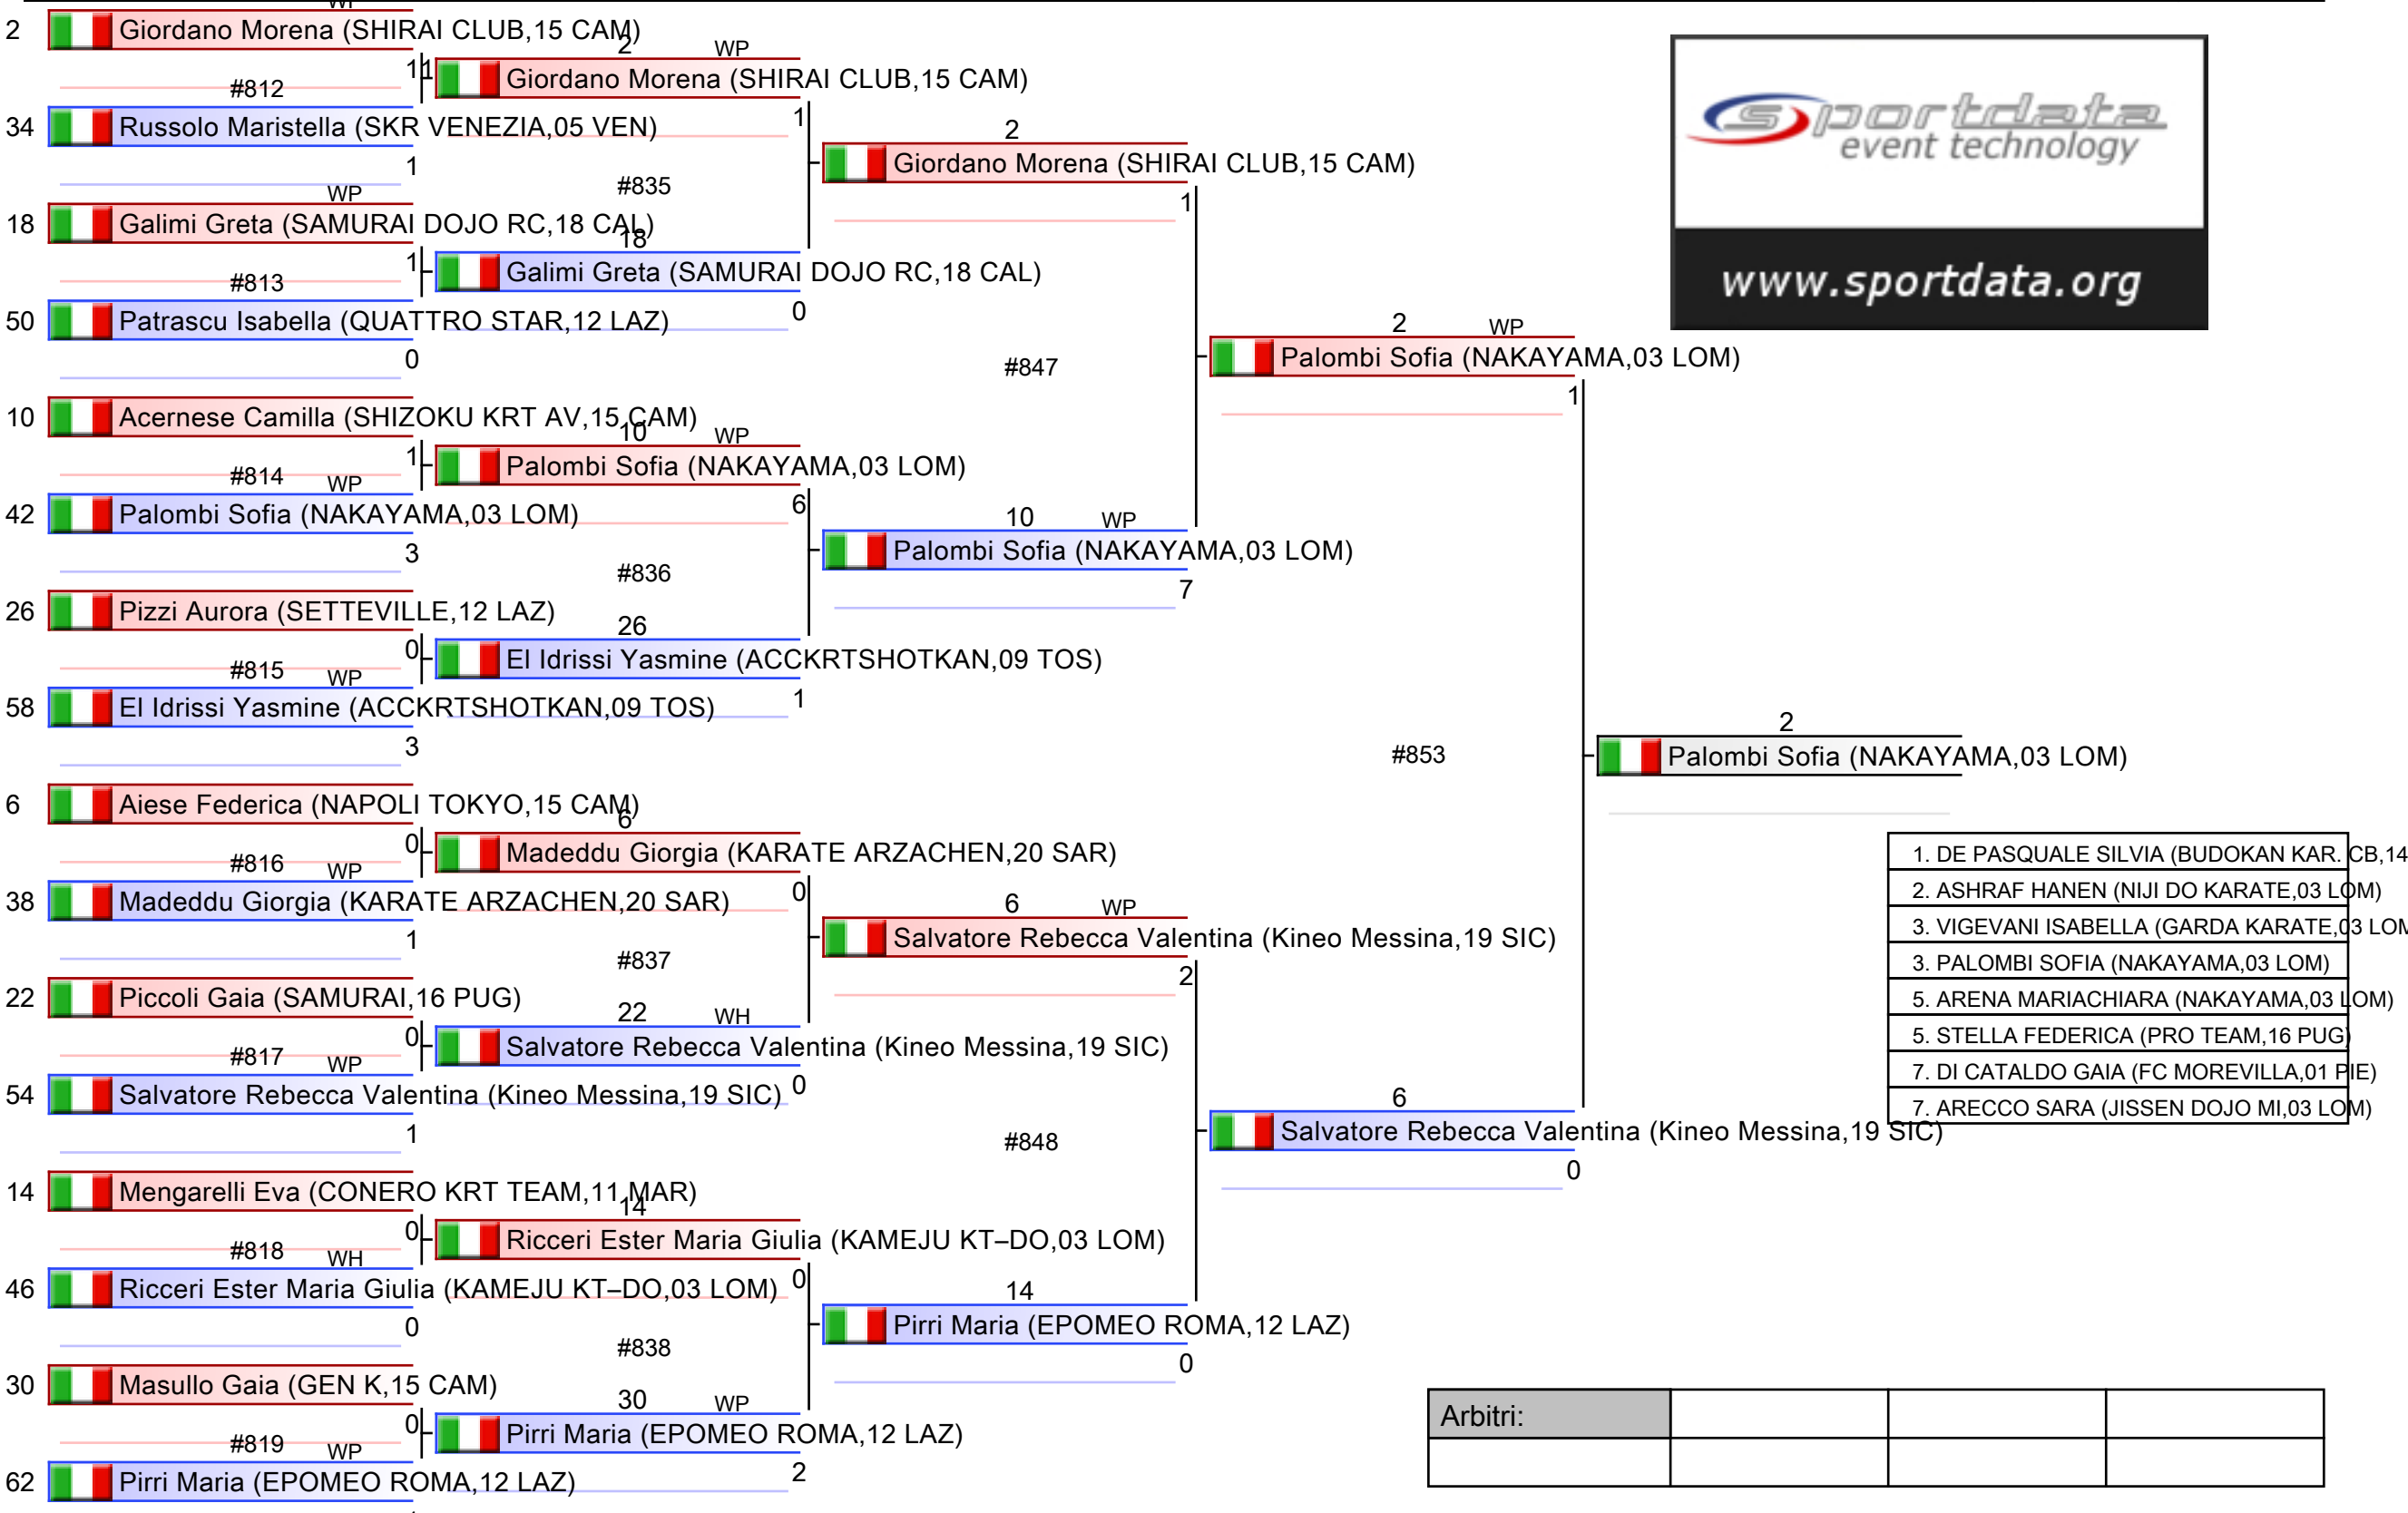 WP
2 Giordano Morena (SHIRAI CLUB,15 CAM)
11
#812
34 Russolo Maristella (SKR VENEZIA,05 VEN)
1
WP
18 Galimi Greta (SAMURAI DOJO RC,18 CAL)
1
#813
50 Patrascu Isabella (QUATTRO STAR,12 LAZ)
0
10 Acernese Camilla (SHIZOKU KRT AV,15 CAM)
1
#814 WP
42 Palombi Sofia (NAKAYAMA,03 LOM)
3
26 Pizzi Aurora (SETTEVILLE,12 LAZ)
0
#815 WP
58 El Idrissi Yasmine (ACCKRTSHOTKAN,09 TOS)
3
6 Aiese Federica (NAPOLI TOKYO,15 CAM)
0
#816 WP
38 Madeddu Giorgia (KARATE ARZACHEN,20 SAR)
1
22 Piccoli Gaia (SAMURAI,16 PUG)
0
#817 WP
54 Salvatore Rebecca Valentina (Kineo Messina,19 SIC)
1
14 Mengarelli Eva (CONERO KRT TEAM,11 MAR)
0
#818 WH
46 Ricceri Ester Maria Giulia (KAMEJU KT–DO,03 LOM)
0
30 Masullo Gaia (GEN K,15 CAM)
0
#819 WP
62 Pirri Maria (EPOMEO ROMA,12 LAZ)
2 WP
Giordano Morena (SHIRAI CLUB,15 CAM)
1
#835
18
Galimi Greta (SAMURAI DOJO RC,18 CAL)
0
10 WP
Palombi Sofia (NAKAYAMA,03 LOM)
6
#836
26
El Idrissi Yasmine (ACCKRTSHOTKAN,09 TOS)
1
6
Madeddu Giorgia (KARATE ARZACHEN,20 SAR)
0
#837
22 WH
Salvatore Rebecca Valentina (Kineo Messina,19 SIC)
0
14
Ricceri Ester Maria Giulia (KAMEJU KT–DO,03 LOM)
0
#838
30 WP
Pirri Maria (EPOMEO ROMA,12 LAZ)
2
2
Giordano Morena (SHIRAI CLUB,15 CAM)
1
#847
10 WP
Palombi Sofia (NAKAYAMA,03 LOM)
7
6 WP
Salvatore Rebecca Valentina (Kineo Messina,19 SIC)
2
#848
14
Pirri Maria (EPOMEO ROMA,12 LAZ)
0
2 WP
Palombi Sofia (NAKAYAMA,03 LOM)
1
#853
6
Salvatore Rebecca Valentina (Kineo Messina,19 SIC)
0
2
Palombi Sofia (NAKAYAMA,03 LOM)
sportdata
event technology
www.sportdata.org
1. DE PASQUALE SILVIA (BUDOKAN KAR. CB,14
2. ASHRAF HANEN (NIJI DO KARATE,03 LOM)
3. VIGEVANI ISABELLA (GARDA KARATE,03 LOM
3. PALOMBI SOFIA (NAKAYAMA,03 LOM)
5. ARENA MARIACHIARA (NAKAYAMA,03 LOM)
5. STELLA FEDERICA (PRO TEAM,16 PUG)
7. DI CATALDO GAIA (FC MOREVILLA,01 PIE)
7. ARECCO SARA (JISSEN DOJO MI,03 LOM)
Arbitri: